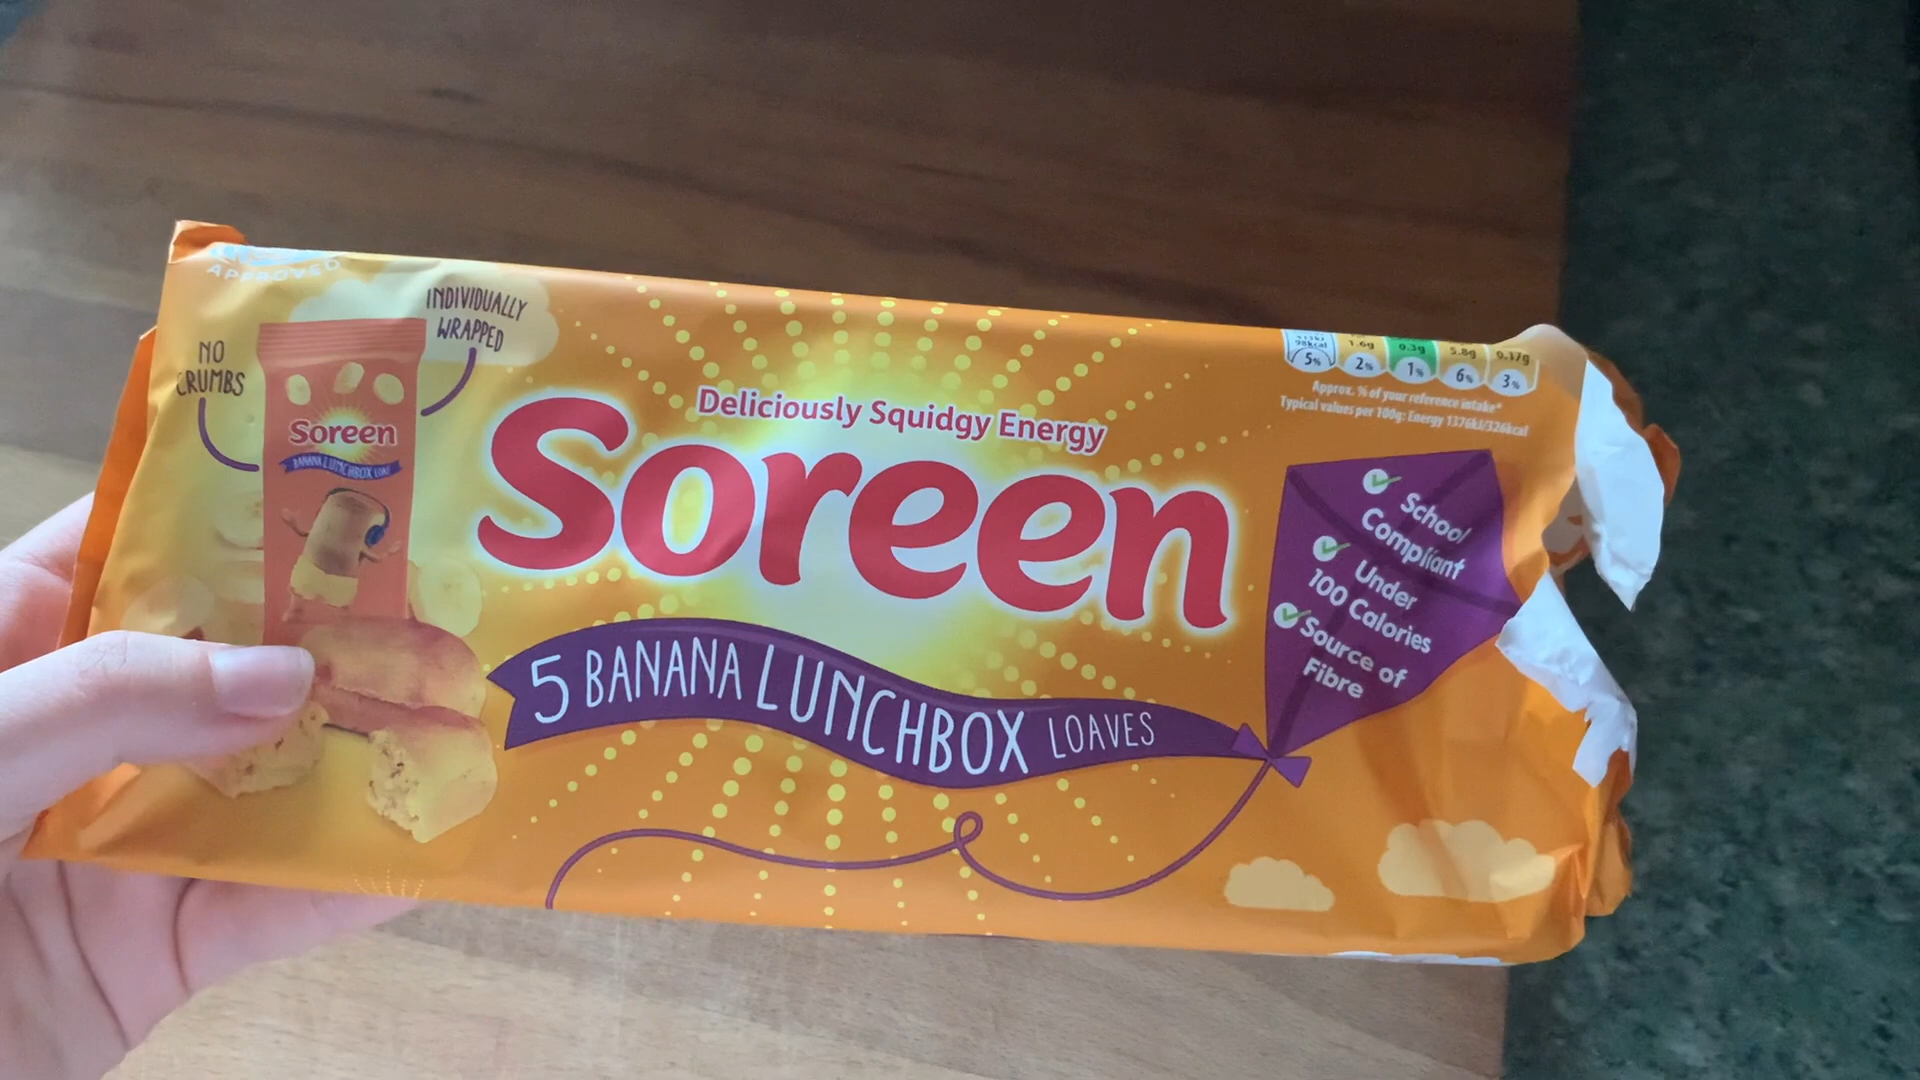 APPROVED
INDIVIDUALLY
WRAPPED
NO
CRUMBS
Soreen
BANANA LUNCHBOX LOAF
Deliciously Squidgy Energy
Soreen
5 BANANA LUNCHBOX LOAVES
98kcal 1.6g 0.3g 5.8g 0.17g
5% 2% 1% 6% 3%
Approx. % of your reference intake*
Typical values per 100g: Energy 1376kJ/326kcal
School
Compliant
Under
100 Calories
Source of
Fibre